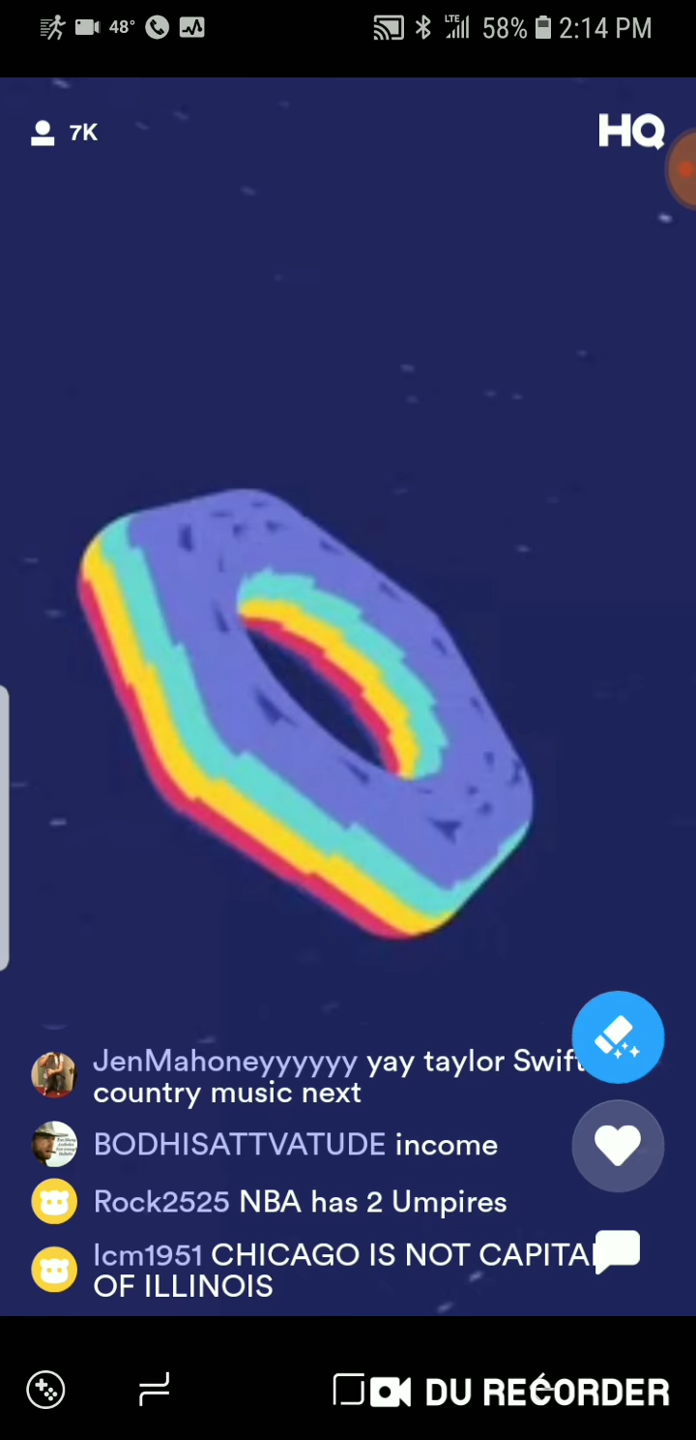 48° LTE 58% 2:14 PM
7K HQ
JenMahoneyyyyyy yay taylor Swift
country music next
BODHISATTVATUDE income
Rock2525 NBA has 2 Umpires
lcm1951 CHICAGO IS NOT CAPITAL
OF ILLINOIS
DU RECORDER